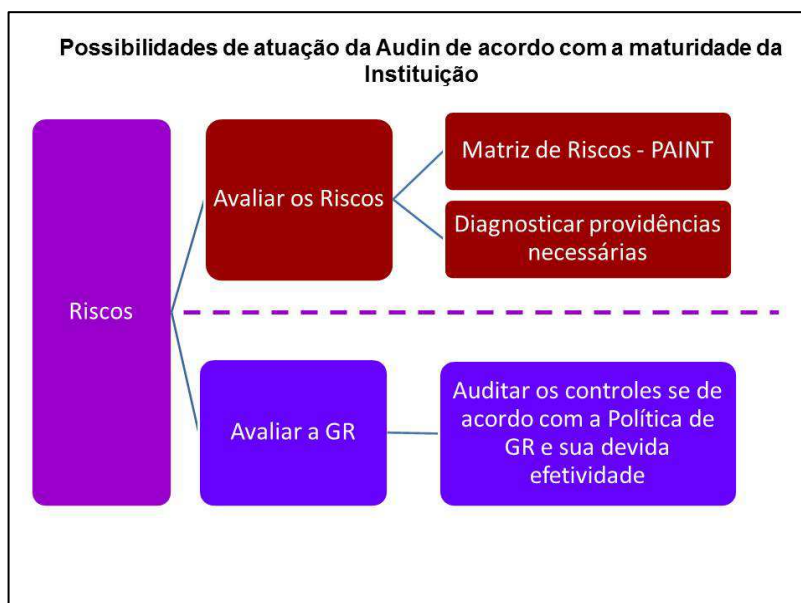 Possibilidades de atuação da Audin de acordo com a maturidade da
Instituição
Riscos
Avaliar os Riscos
Matriz de Riscos - PAINT
Diagnosticar providências
necessárias
Avaliar a GR
Auditar os controles se de
acordo com a Política de
GR e sua devida
efetividade